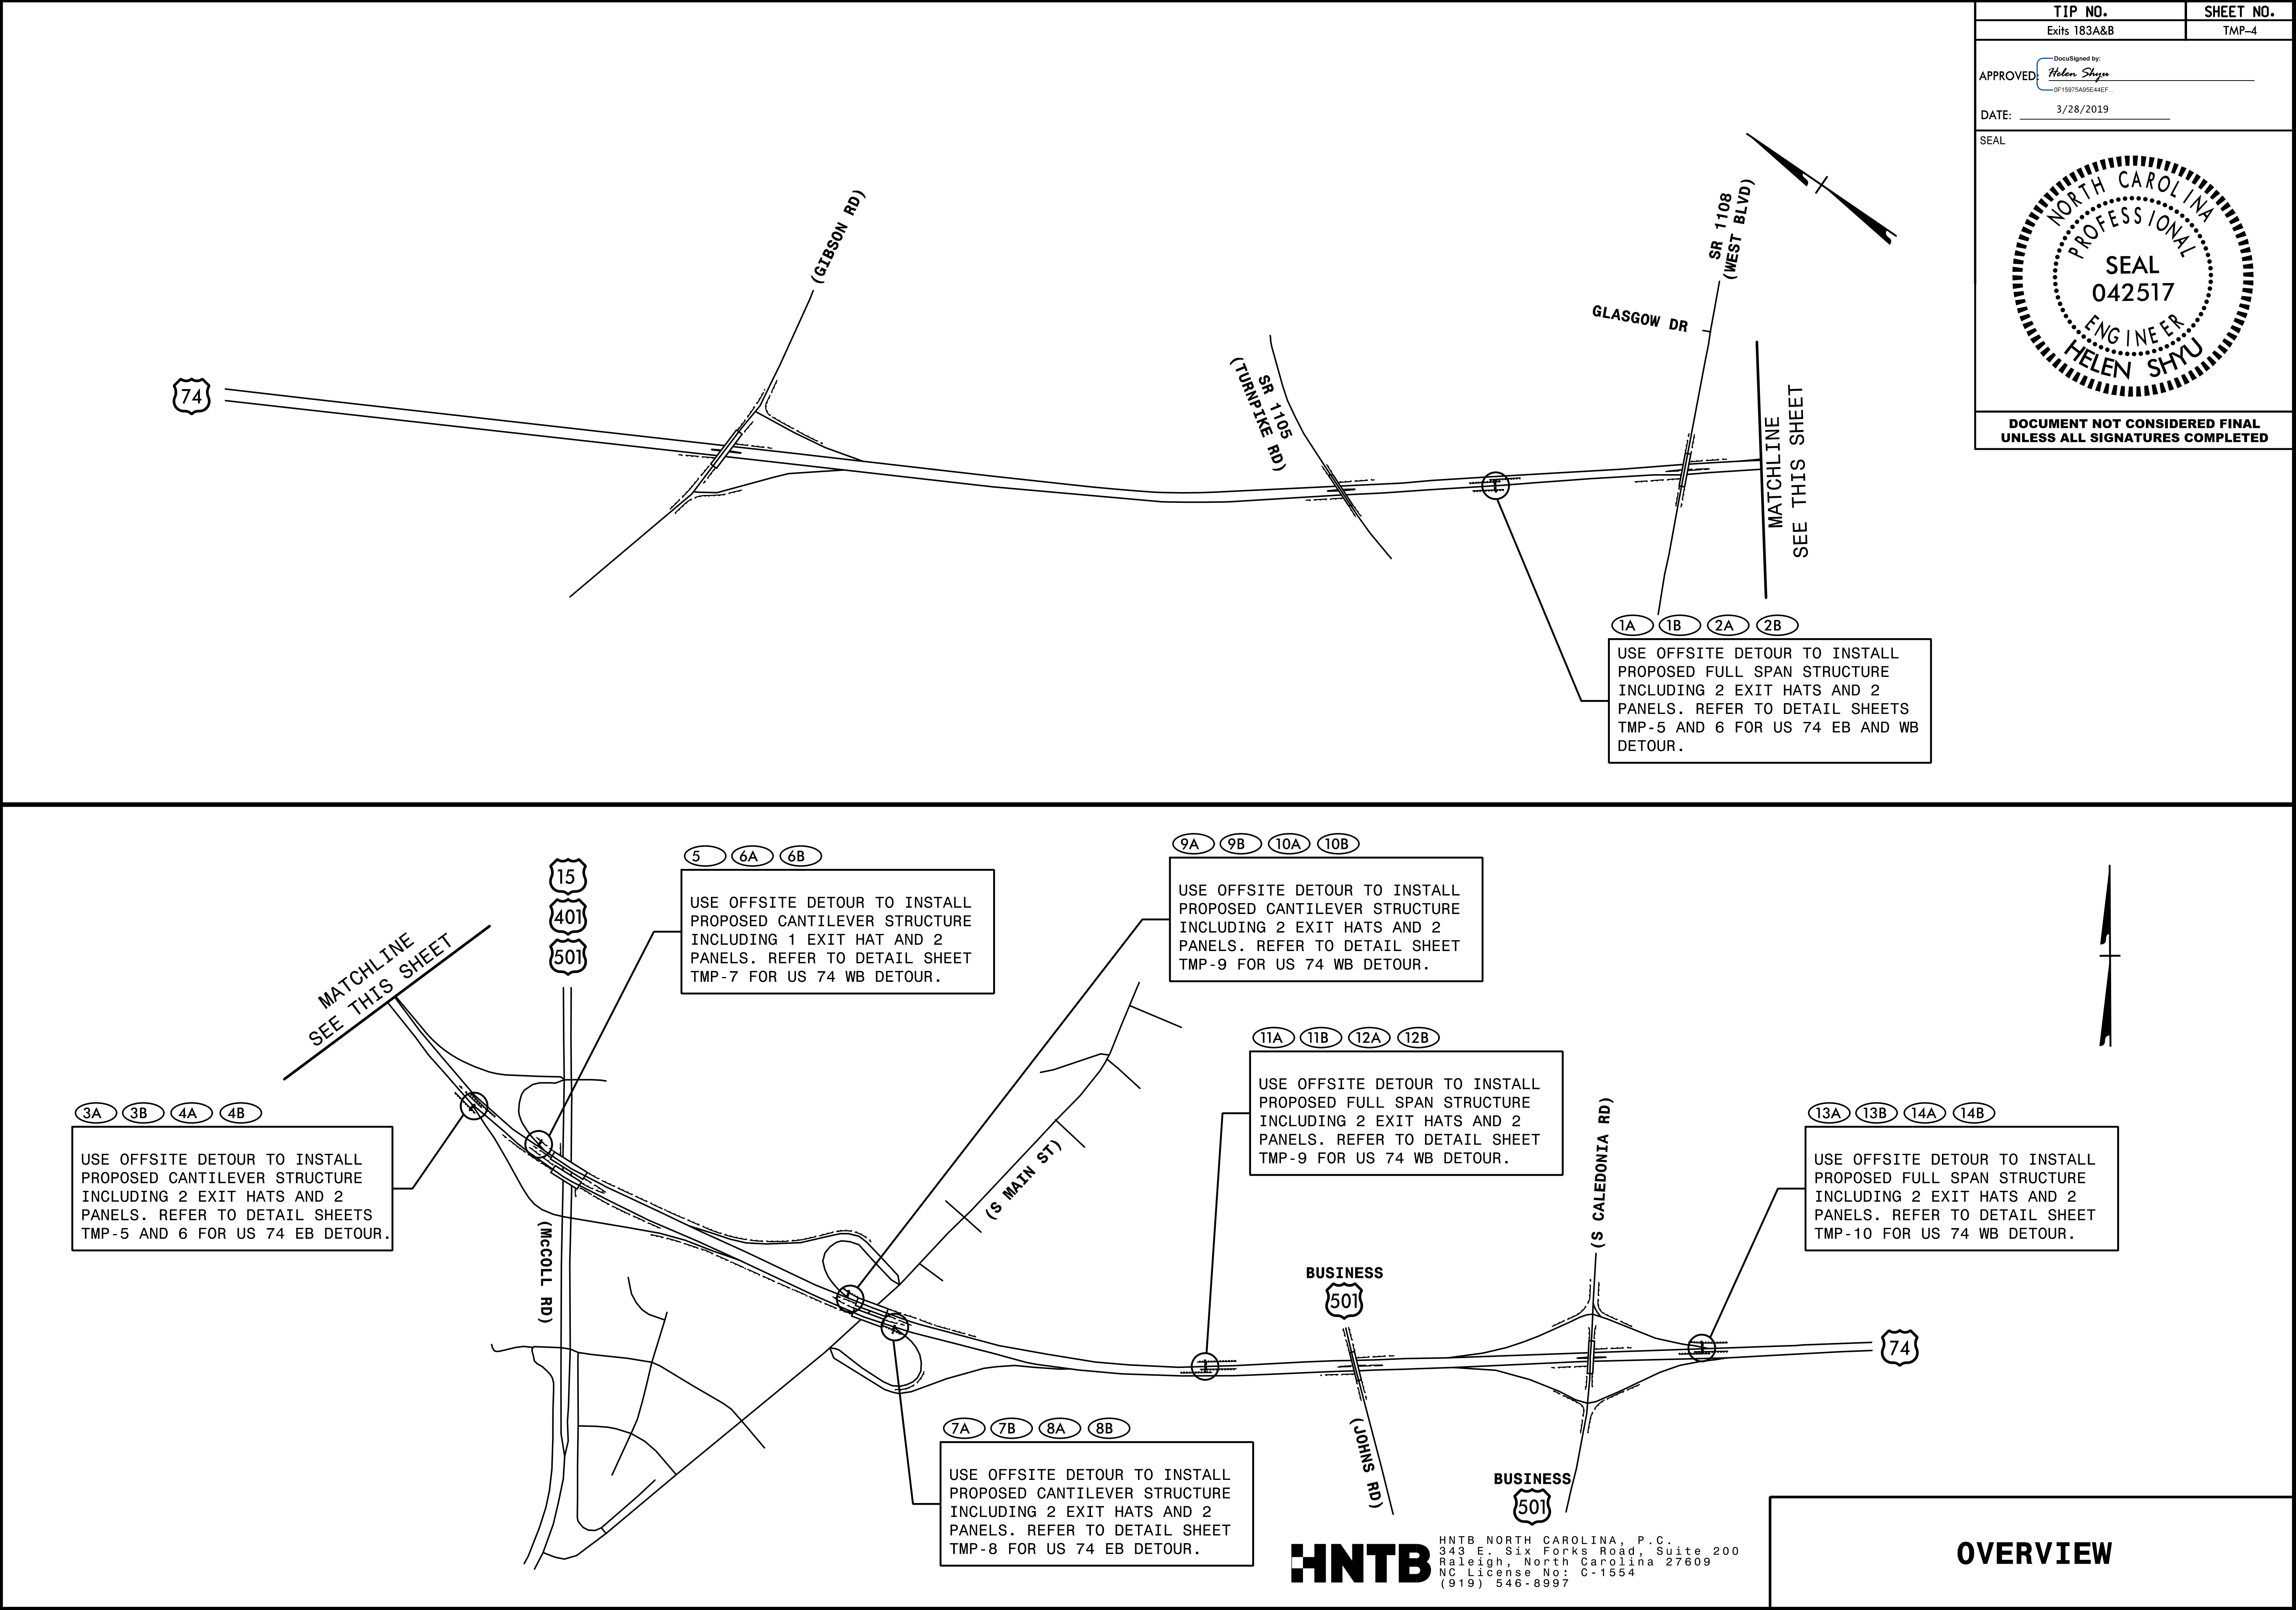 TIP NO.
SHEET NO.
Exits 183A&B
TMP-4
DocuSigned by:
APPROVED: Helen Shyu
0F15975A95E44EF...
DATE: 3/28/2019
SEAL
NORTH CAROLINA
PROFESSIONAL
SEAL
042517
ENGINEER
HELEN SHYU
DOCUMENT NOT CONSIDERED FINAL
UNLESS ALL SIGNATURES COMPLETED
74
(GIBSON RD)
SR 1105
(TURNPIKE RD)
GLASGOW DR
SR 1108
(WEST BLVD)
MATCHLINE
SEE THIS SHEET
1A 1B 2A 2B
USE OFFSITE DETOUR TO INSTALL
PROPOSED FULL SPAN STRUCTURE
INCLUDING 2 EXIT HATS AND 2
PANELS. REFER TO DETAIL SHEETS
TMP-5 AND 6 FOR US 74 EB AND WB
DETOUR.
MATCHLINE
SEE THIS SHEET
15
401
501
5 6A 6B
USE OFFSITE DETOUR TO INSTALL
PROPOSED CANTILEVER STRUCTURE
INCLUDING 1 EXIT HAT AND 2
PANELS. REFER TO DETAIL SHEET
TMP-7 FOR US 74 WB DETOUR.
9A 9B 10A 10B
USE OFFSITE DETOUR TO INSTALL
PROPOSED CANTILEVER STRUCTURE
INCLUDING 2 EXIT HATS AND 2
PANELS. REFER TO DETAIL SHEET
TMP-9 FOR US 74 WB DETOUR.
11A 11B 12A 12B
USE OFFSITE DETOUR TO INSTALL
PROPOSED FULL SPAN STRUCTURE
INCLUDING 2 EXIT HATS AND 2
PANELS. REFER TO DETAIL SHEET
TMP-9 FOR US 74 WB DETOUR.
3A 3B 4A 4B
USE OFFSITE DETOUR TO INSTALL
PROPOSED CANTILEVER STRUCTURE
INCLUDING 2 EXIT HATS AND 2
PANELS. REFER TO DETAIL SHEETS
TMP-5 AND 6 FOR US 74 EB DETOUR.
13A 13B 14A 14B
USE OFFSITE DETOUR TO INSTALL
PROPOSED FULL SPAN STRUCTURE
INCLUDING 2 EXIT HATS AND 2
PANELS. REFER TO DETAIL SHEET
TMP-10 FOR US 74 WB DETOUR.
(McCOLL RD)
(S MAIN ST)
(S CALEDONIA RD)
BUSINESS
501
74
7A 7B 8A 8B
USE OFFSITE DETOUR TO INSTALL
PROPOSED CANTILEVER STRUCTURE
INCLUDING 2 EXIT HATS AND 2
PANELS. REFER TO DETAIL SHEET
TMP-8 FOR US 74 EB DETOUR.
(JOHNS RD)
BUSINESS
501
HNTB
HNTB NORTH CAROLINA, P.C.
343 E. Six Forks Road, Suite 200
Raleigh, North Carolina 27609
NC License No: C-1554
(919) 546-8997
OVERVIEW